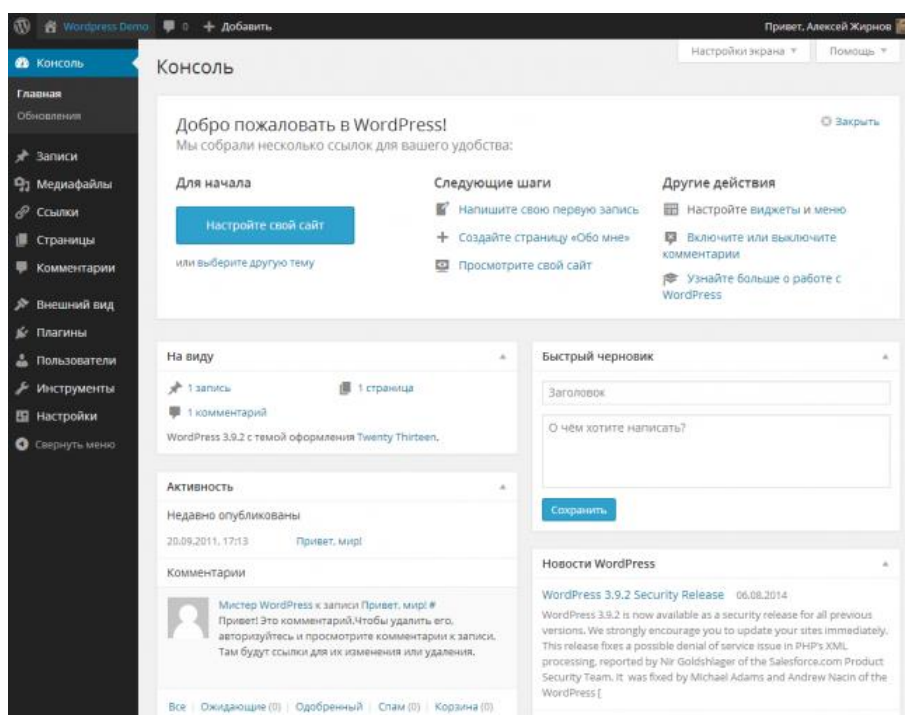 Wordpress Demo 0 + Добавить Привет, Алексей Жирнов
Настройки экрана Помощь
Консоль
Главная
Обновления
Записи
Медиафайлы
Ссылки
Страницы
Комментарии
Внешний вид
Плагины
Пользователи
Инструменты
Настройки
Свернуть меню
Консоль
Добро пожаловать в WordPress!
Закрыть
Мы собрали несколько ссылок для вашего удобства:
Для начала
Настройте свой сайт
или выберите другую тему
Следующие шаги
Напишите свою первую запись
Создайте страницу «Обо мне»
Просмотрите свой сайт
Другие действия
Настройте виджеты и меню
Включите или выключите
комментарии
Узнайте больше о работе с
WordPress
На виду
1 запись 1 страница
1 комментарий
WordPress 3.9.2 с темой оформления Twenty Thirteen.
Активность
Недавно опубликованы
20.09.2011, 17:13 Привет, мир!
Комментарии
Мистер WordPress к записи Привет, мир! #
Привет! Это комментарий.Чтобы удалить его,
авторизуйтесь и просмотрите комментарии к записи.
Там будут ссылки для их изменения или удаления.
Все | Ожидающие (0) | Одобренный | Спам (0) | Корзина (0)
Быстрый черновик
Заголовок
О чём хотите написать?
Сохранить
Новости WordPress
WordPress 3.9.2 Security Release 06.08.2014
WordPress 3.9.2 is now available as a security release for all previous
versions. We strongly encourage you to update your sites immediately.
This release fixes a possible denial of service issue in PHP's XML
processing, reported by Nir Goldshlager of the Salesforce.com Product
Security Team. It was fixed by Michael Adams and Andrew Nacin of the
WordPress [